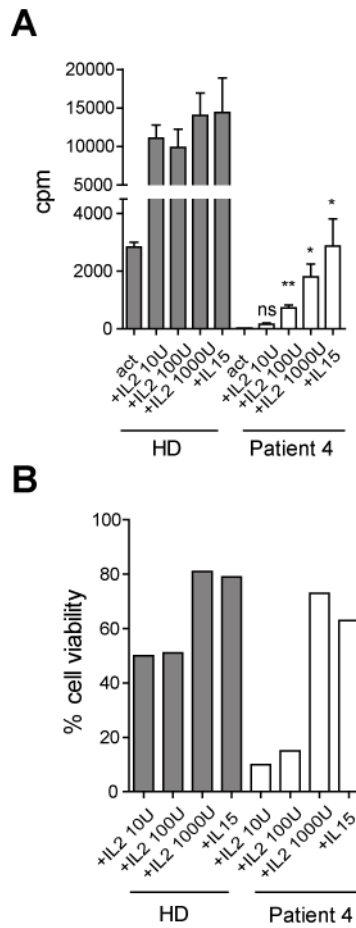 A
20000
15000
10000
5000
4000
2000
0
cpm
ns
**
*
*
act
+IL2 10U
+IL2 100U
+IL2 1000U
+IL15
act
+IL2 10U
+IL2 100U
+IL2 1000U
+IL15
HD
Patient 4
B
100
80
60
40
20
0
% cell viability
+IL2 10U
+IL2 100U
+IL2 1000U
+IL15
+IL2 10U
+IL2 100U
+IL2 1000U
+IL15
HD
Patient 4